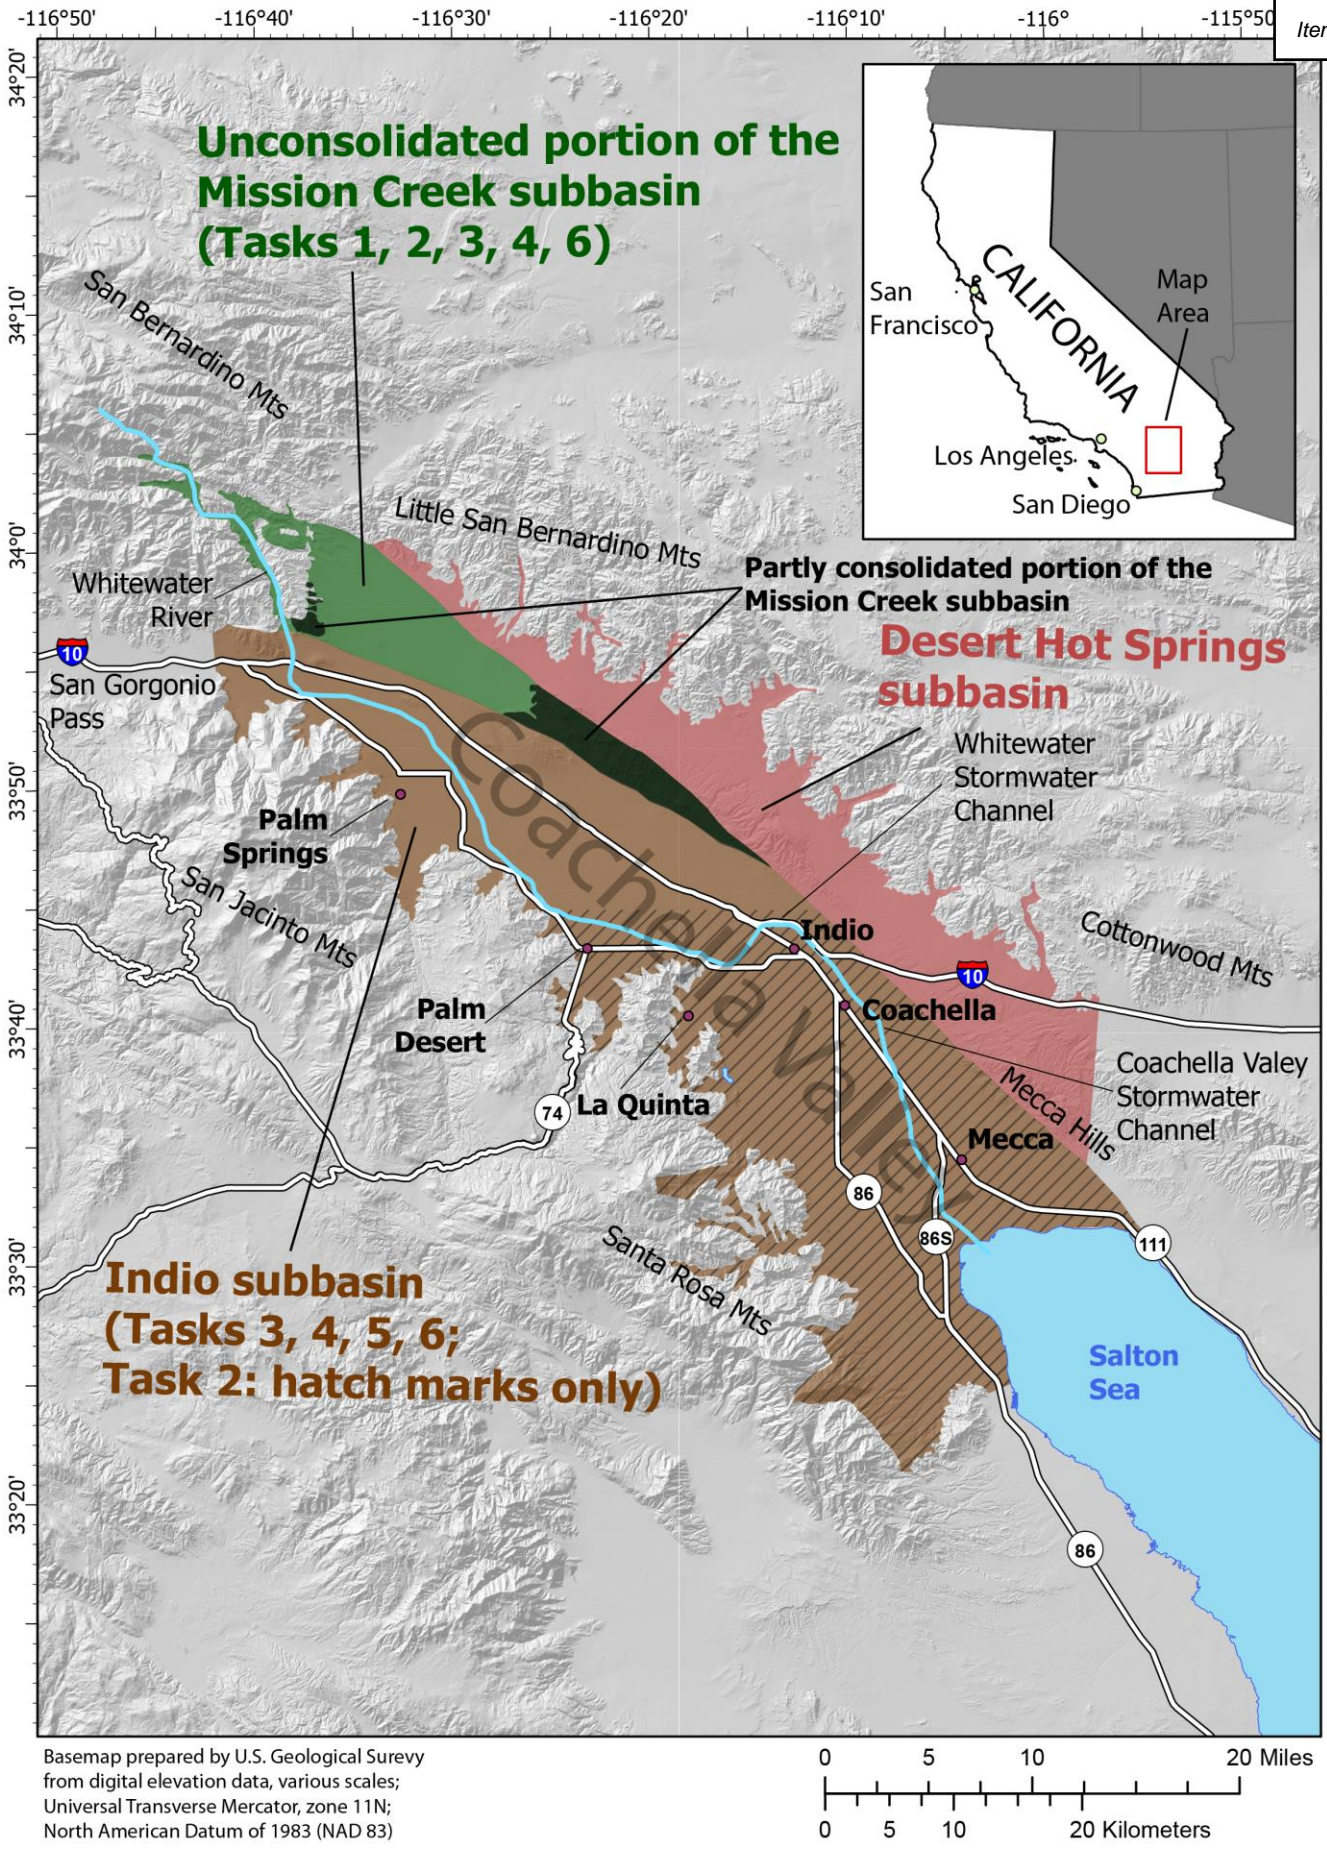 -116°50'
-116°40'
-116°30'
-116°20'
-116°10'
-116°
-115°50
Iter
34°20'
34°10'
34°0'
33°50'
33°40'
33°30'
33°20'
Unconsolidated portion of the
Mission Creek subbasin
(Tasks 1, 2, 3, 4, 6)
San
Francisco
CALIFORNIA
Map
Area
Los Angeles
San Diego
San Bernardino Mts
Little San Bernardino Mts
Whitewater
River
Partly consolidated portion of the
Mission Creek subbasin
Desert Hot Springs
subbasin
10
San Gorgonio
Pass
Whitewater
Stormwater
Channel
Palm
Springs
San Jacinto Mts
Coachella Valley
Indio
Cottonwood Mts
10
Palm
Desert
Coachella
La Quinta
74
Coachella Valey
Stormwater
Channel
Mecca Hills
Mecca
86
86S
111
Santa Rosa Mts
Indio subbasin
(Tasks 3, 4, 5, 6;
Task 2: hatch marks only)
Salton
Sea
86
Basemap prepared by U.S. Geological Surevy
from digital elevation data, various scales;
Universal Transverse Mercator, zone 11N;
North American Datum of 1983 (NAD 83)
0 5 10 20 Miles
0 5 10 20 Kilometers